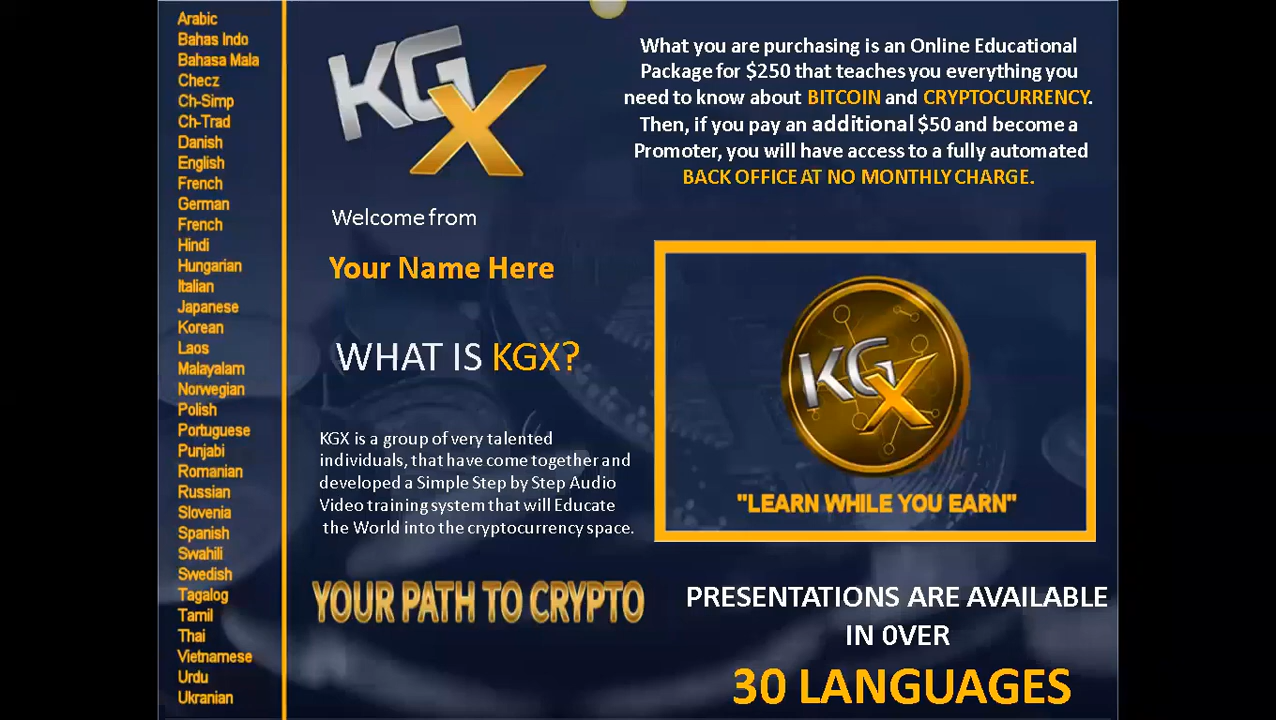 Arabic
Bahas Indo
Bahasa Mala
Checz
Ch-Simp
Ch-Trad
Danish
English
French
German
French
Hindi
Hungarian
Italian
Japanese
Korean
Laos
Malayalam
Norwegian
Polish
Portuguese
Punjabi
Romanian
Russian
Slovenia
Spanish
Swahili
Swedish
Tagalog
Tamil
Thai
Vietnamese
Urdu
Ukranian
KGX
What you are purchasing is an Online Educational
Package for $250 that teaches you everything you
need to know about BITCOIN and CRYPTOCURRENCY.
Then, if you pay an additional $50 and become a
Promoter, you will have access to a fully automated
BACK OFFICE AT NO MONTHLY CHARGE.
Welcome from
Your Name Here
WHAT IS KGX?
KGX is a group of very talented
individuals, that have come together and
developed a Simple Step by Step Audio
Video training system that will Educate
the World into the cryptocurrency space.
YOUR PATH TO CRYPTO
KGX
"LEARN WHILE YOU EARN"
PRESENTATIONS ARE AVAILABLE
IN 0VER
30 LANGUAGES